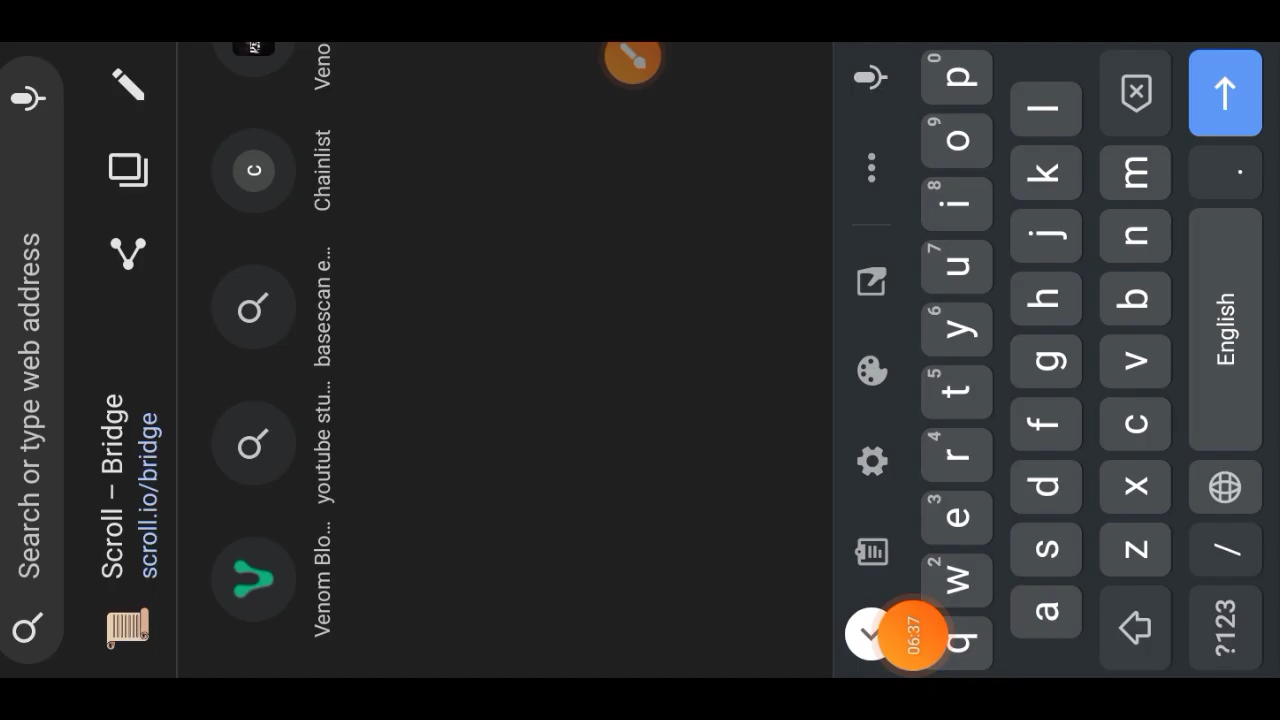 Search or type web address
Scroll – Bridge
scroll.io/bridge
Venom Blo...
youtube stu...
basescan e...
Chainlist
Veno
C
06:37
1 2 3 4 5 6 7 8 9 0
q w e r t y u i o p
a s d f g h j k l
z x c v b n m
?123 / English .